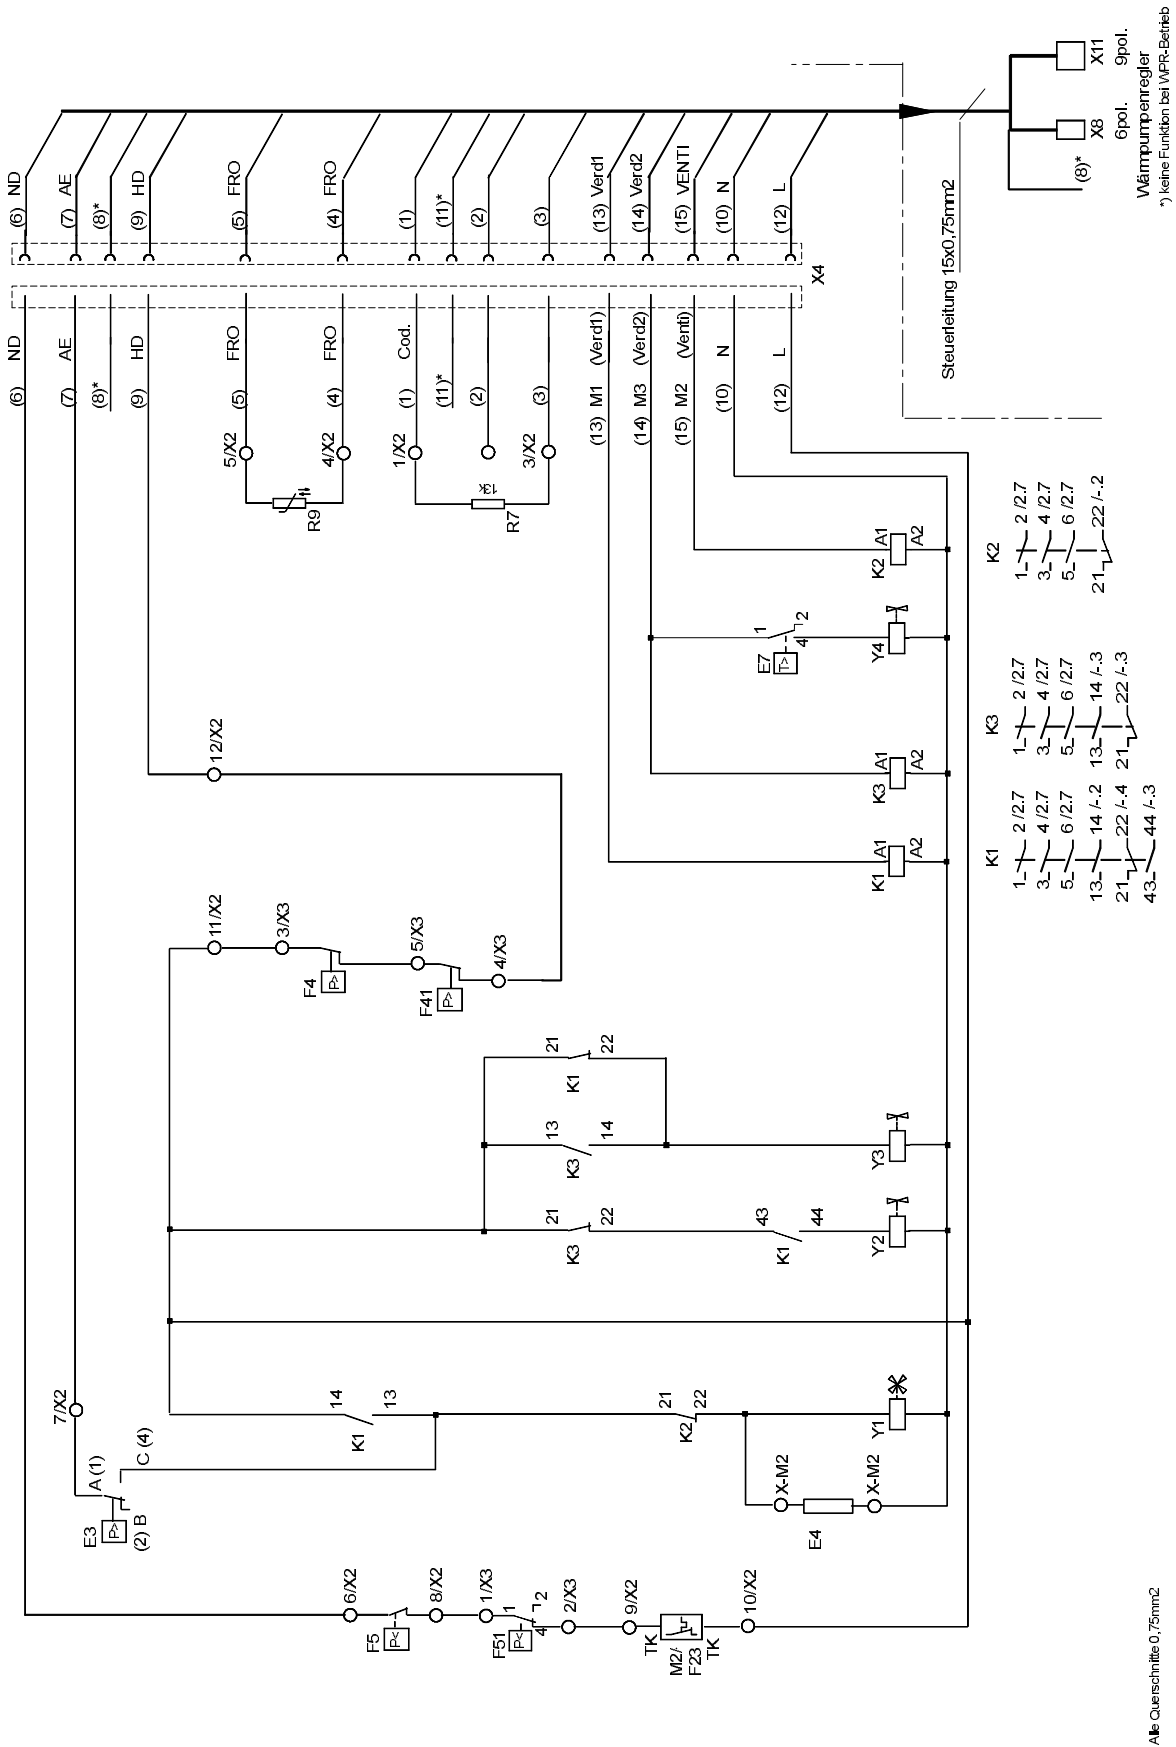 (6) ND
(7) AE
(8)*
(9) HD
(5) FRO
(4) FRO
(1)
(11)*
(2)
(3)
(13) Verd1
(14) Verd2
(15) VENTI
(10) N
(12) L
X4
(6) ND
(7) AE
(8)*
(9) HD
(5) FRO
(4) FRO
(1) Cod.
(11)*
(2)
(3)
(13) M1 (Verd1)
(14) M3 (Verd2)
(15) M2 (Venti)
(10) N
(12) L
Steuerleitung 15x0,75mm2
X11
9pol.
X8
6pol.
(8)*
Wärmpumpenregler
*) keine Funktion bei WPR-Betrieb
5/X2
4/X2
R9
1/X2
3/X2
13k
R7
K2
A1
A2
E7
T>
1
2
4
Y4
K3
A1
A2
K1
A1
A2
12/X2
11/X2
3/X3
F4
P>
5/X3
F41
P>
4/X3
21
22
K1
13
14
K3
Y3
21
22
K3
43
44
K1
Y2
7/X2
A (1)
C (4)
E3
P>
(2) B
14
13
K1
21
22
K2
Y1
X-M2
X-M2
E4
6/X2
F5
P<
8/X2
1/X3
1
2
4
F51
P<
2/X3
9/X2
TK
M2/
F23
TK
10/X2
K2
1 2 /2.7
3 4 /2.7
5 6 /2.7
21 22 /-.2
K3
1 2 /2.7
3 4 /2.7
5 6 /2.7
13 14 /-.3
21 22 /-.3
K1
1 2 /2.7
3 4 /2.7
5 6 /2.7
13 14 /-.2
21 22 /-.4
43 44 /-.3
Alle Querschnitte 0,75mm2